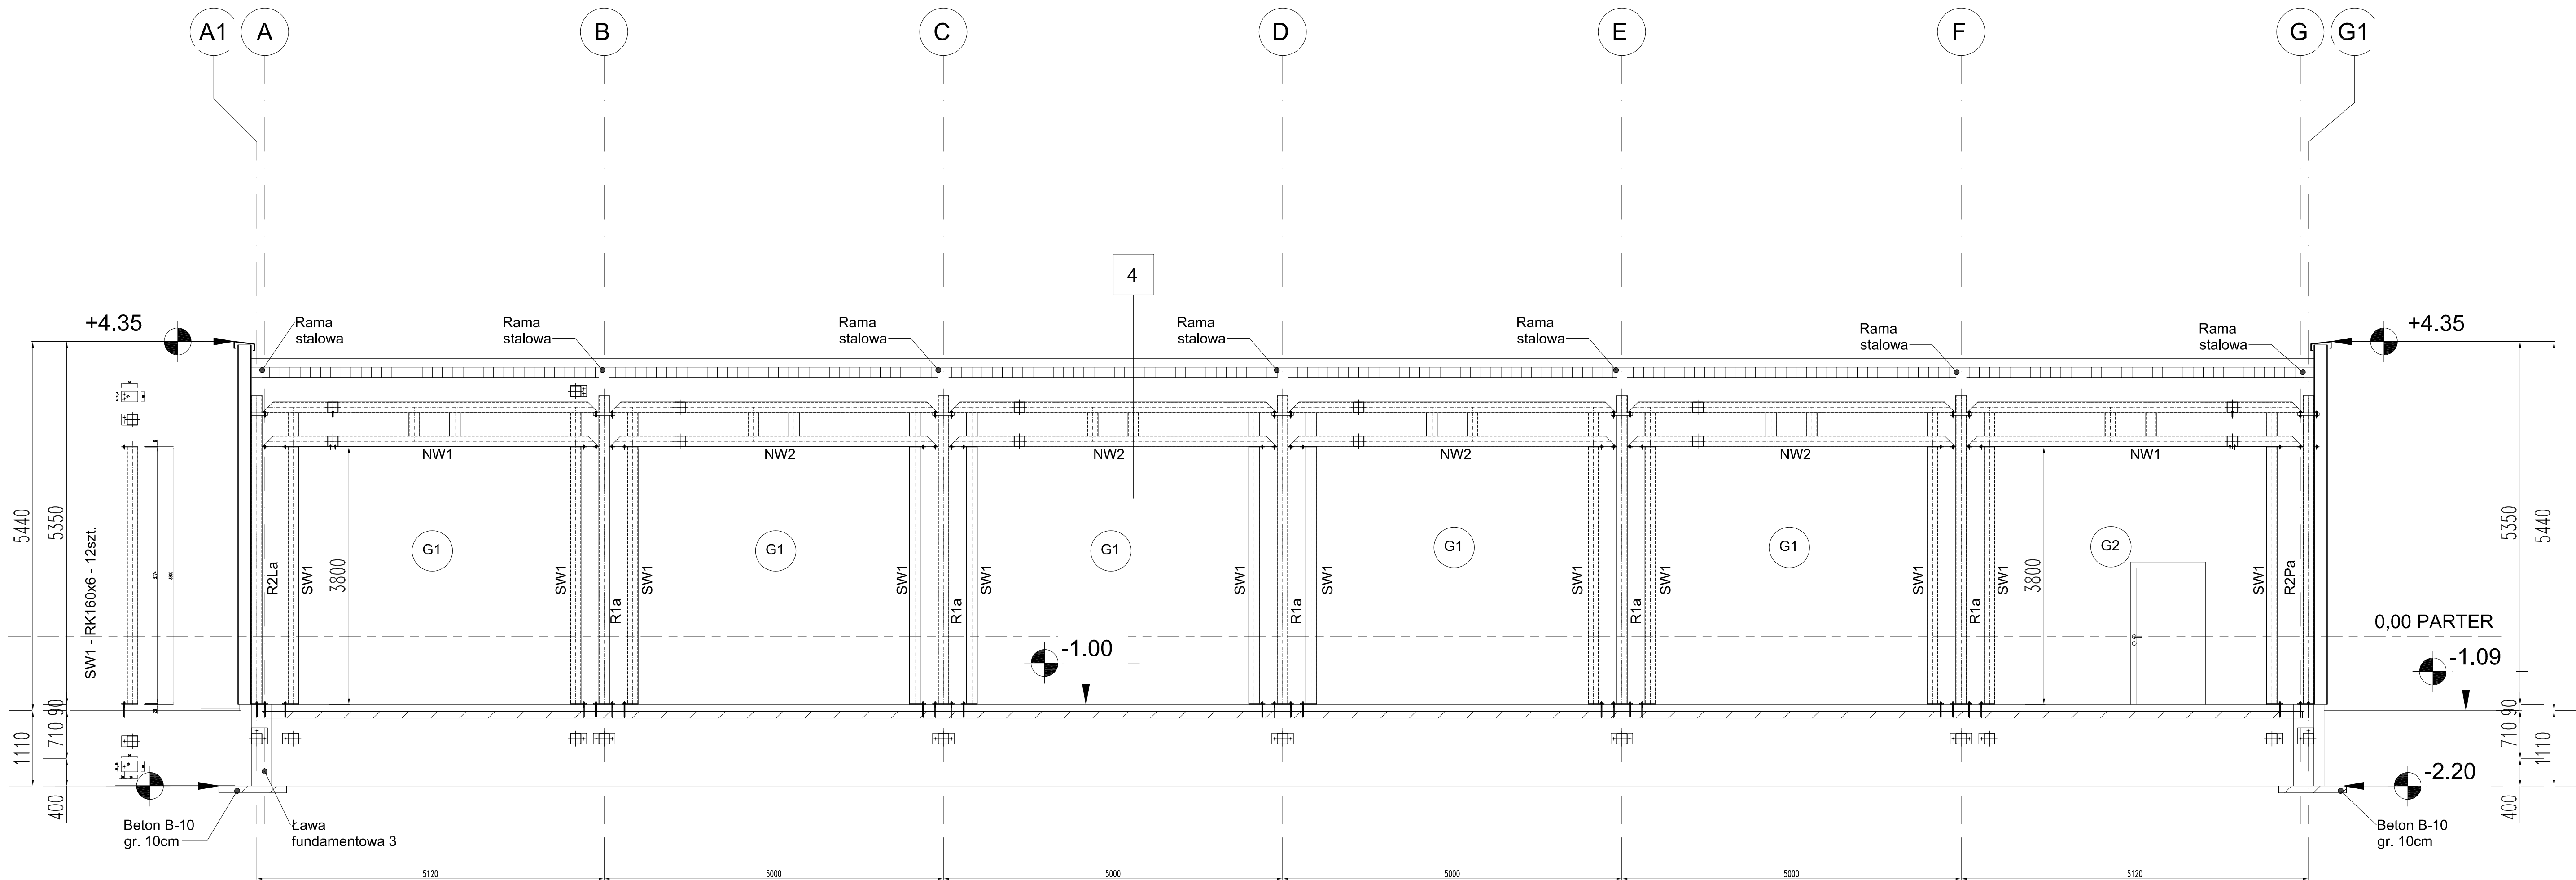 A1
A
B
C
D
E
F
G
G1
4
+4.35
Rama
stalowa
Rama
stalowa
Rama
stalowa
Rama
stalowa
Rama
stalowa
Rama
stalowa
Rama
stalowa
+4.35
NW1
NW2
NW2
NW2
NW2
NW1
5440
5350
SW1 - RK160x6 - 12szt.
R2La
SW1
3800
G1
SW1
R1a
SW1
G1
SW1
R1a
SW1
G1
SW1
R1a
SW1
G1
SW1
R1a
SW1
G1
SW1
R1a
SW1
3800
G2
SW1
R2Pa
5350
5440
0,00 PARTER
-1.00
-1.09
90
710
1110
400
90
710
1110
400
-2.20
Beton B-10
gr. 10cm
Ława
fundamentowa 3
Beton B-10
gr. 10cm
5120
5000
5000
5000
5000
5120